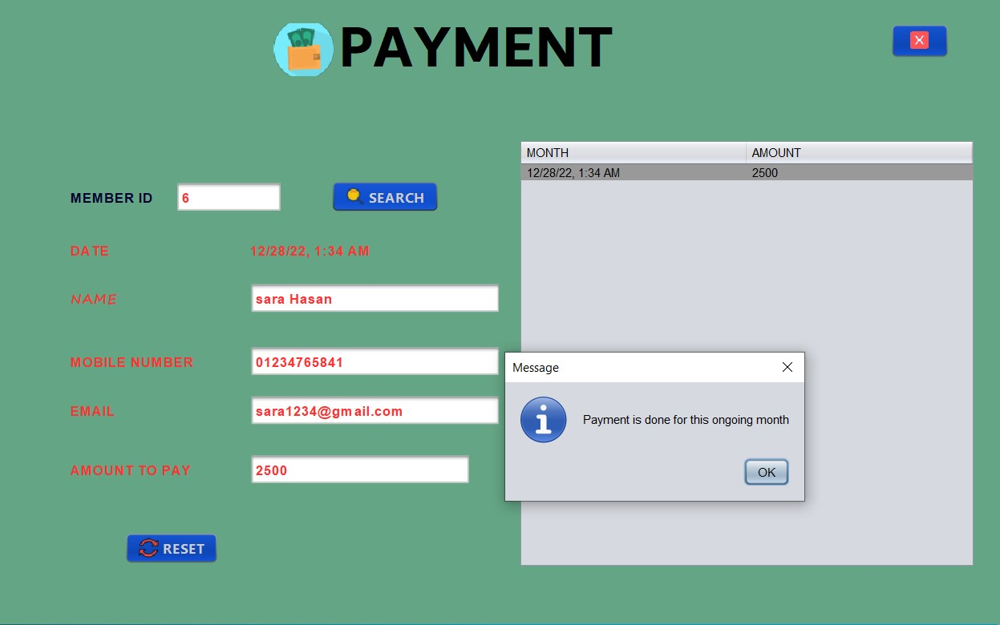 PAYMENT
X
MONTH AMOUNT
12/28/22, 1:34 AM 2500
MEMBER ID 6 SEARCH
DATE 12/28/22, 1:34 AM
NAME sara Hasan
MOBILE NUMBER 01234765841
EMAIL sara1234@gmail.com
AMOUNT TO PAY 2500
RESET
Message
Payment is done for this ongoing month
OK